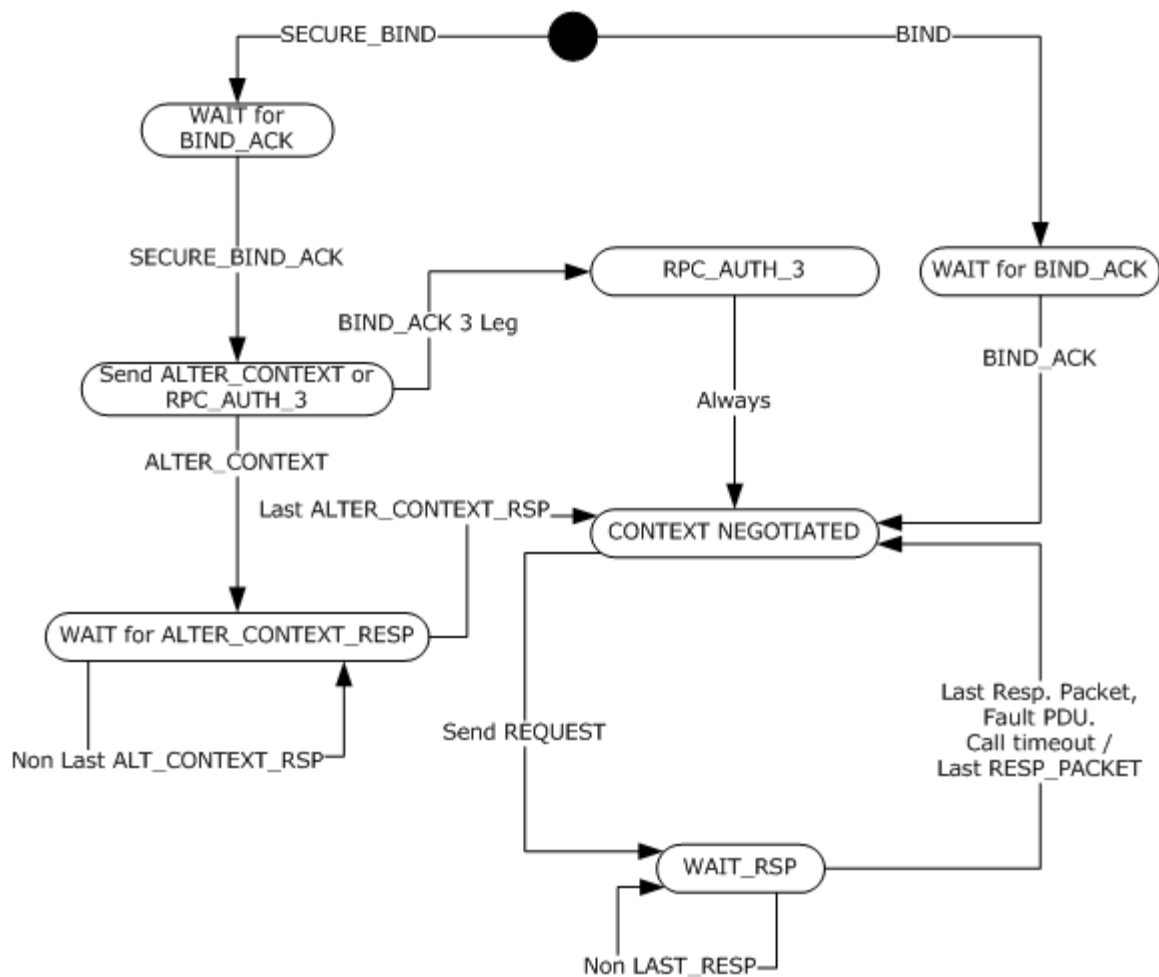 SECURE_BIND
BIND
WAIT for
BIND_ACK
SECURE_BIND_ACK
RPC_AUTH_3
WAIT for BIND_ACK
BIND_ACK 3 Leg
BIND_ACK
Send ALTER_CONTEXT or
RPC_AUTH_3
Always
ALTER_CONTEXT
Last ALTER_CONTEXT_RSP
CONTEXT NEGOTIATED
WAIT for ALTER_CONTEXT_RESP
Non Last ALT_CONTEXT_RSP
Send REQUEST
Last Resp. Packet,
Fault PDU.
Call timeout /
Last RESP_PACKET
WAIT_RSP
Non LAST_RESP